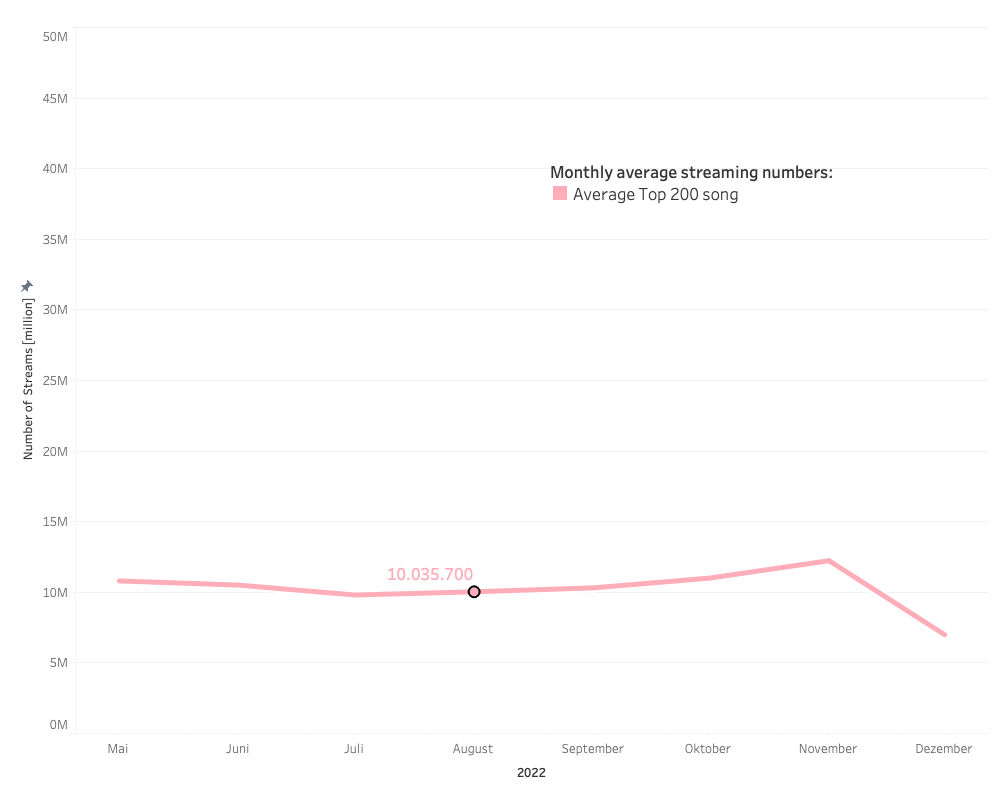 50M
45M
40M
35M
30M
25M
20M
15M
10M
5M
0M
Number of Streams [million]
Monthly average streaming numbers:
Average Top 200 song
10.035.700
Mai Juni Juli August September Oktober November Dezember
2022